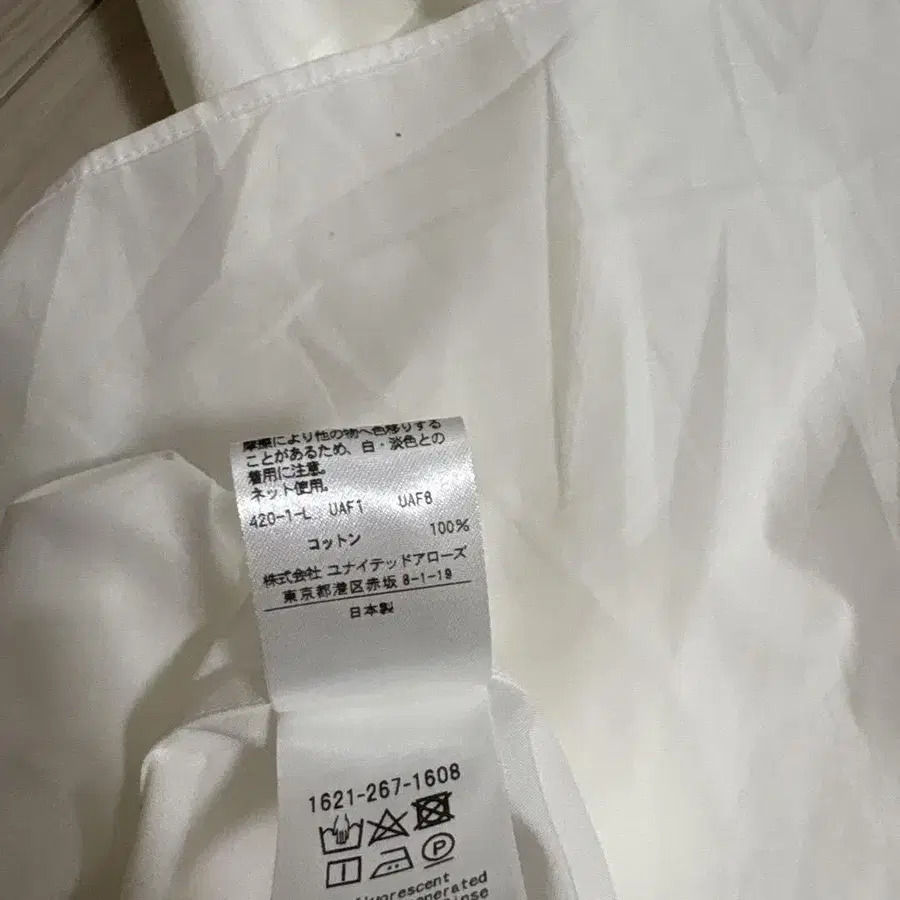 摩擦により他の物へ色移りする
ことがあるため、白・淡色との
着用に注意。
ネット使用。
420-1-L UAF1 UAF8
コットン 100%
株式会社 ユナイテッドアローズ
東京都港区赤坂 8-1-19
日本製
1621-267-1608
P
fluorescent